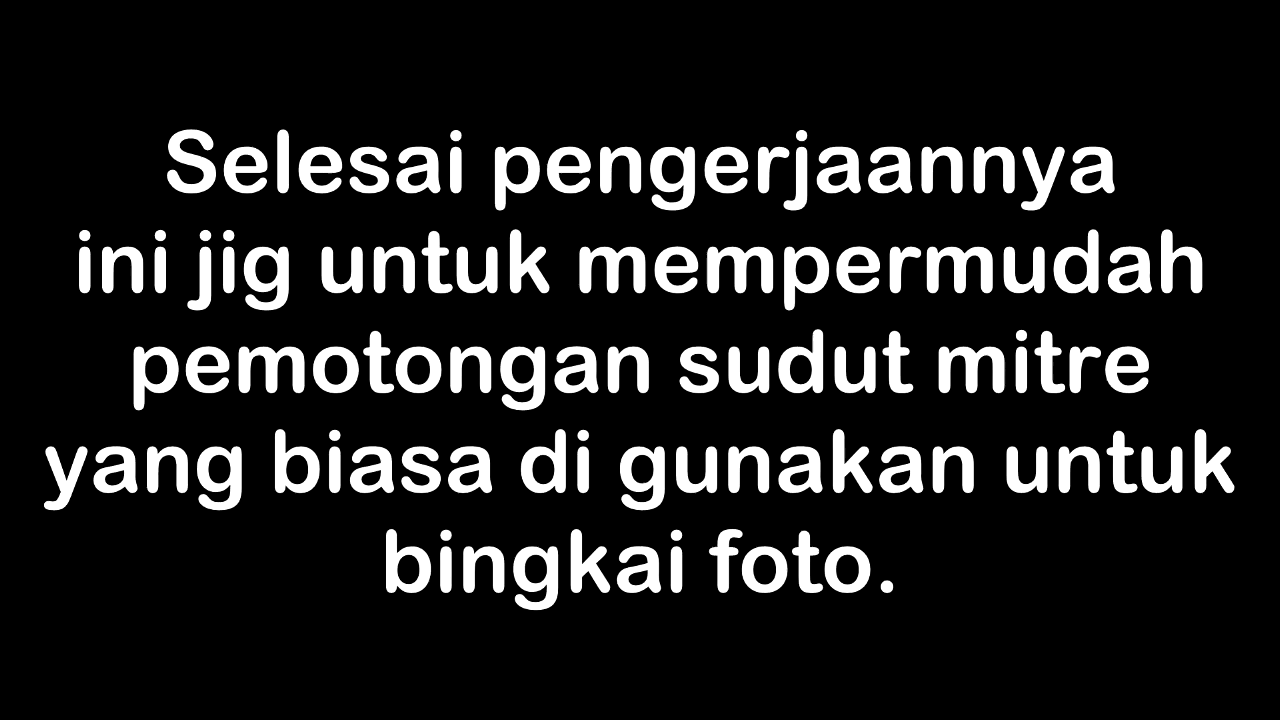 Selesai pengerjaannya
ini jig untuk mempermudah
pemotongan sudut mitre
yang biasa di gunakan untuk
bingkai foto.